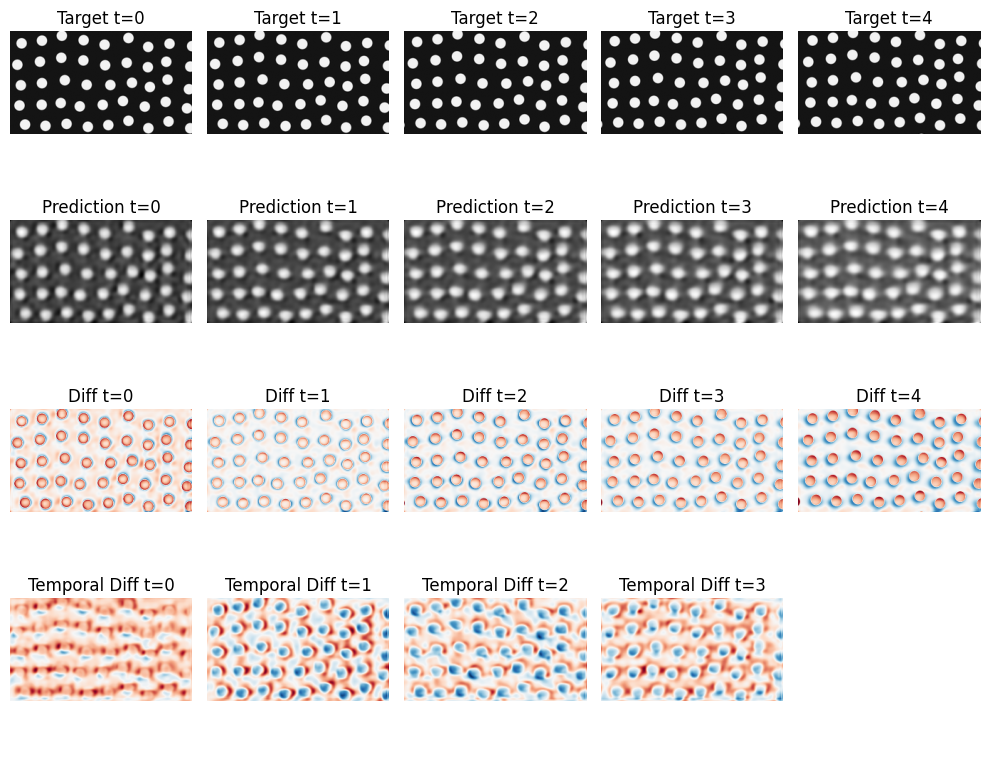 Target t=0 Target t=1 Target t=2 Target t=3 Target t=4
Prediction t=0 Prediction t=1 Prediction t=2 Prediction t=3 Prediction t=4
Diff t=0 Diff t=1 Diff t=2 Diff t=3 Diff t=4
Temporal Diff t=0 Temporal Diff t=1 Temporal Diff t=2 Temporal Diff t=3